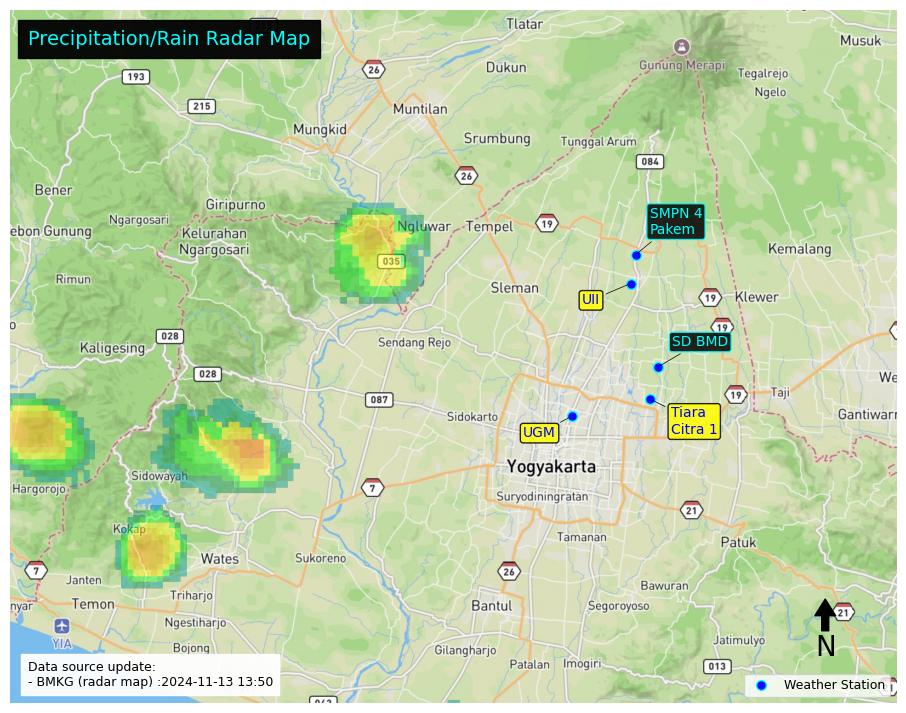 Precipitation/Rain Radar Map
Tlatar
Musuk
26
193
Dukun
Gunung Merapi
Tegalrejo
Ngelo
215
Muntilan
Mungkid
Srumbung
Tunggal Arum
084
26
Bener
Giripurno
SMPN 4
Pakem
Ngargosari
ebon Gunung
Kelurahan
Ngargosari
Ngluwar
Tempel
19
Kemalang
035
Rimun
Sleman
UII
19
Klewer
19
028
Kaligesing
Sendang Rejo
SD BMD
We
028
087
19
Taji
Sidokarto
Tiara
Citra 1
Gantiwarn
UGM
Yogyakarta
Sidowayah
Hargorojo
7
Suryodiningratan
21
Kokap
Tamanan
Patuk
Wates
Sukoreno
7
26
Janten
Bawuran
nyar
Temon
Triharjo
Bantul
Segoroyoso
21
Ngestiharjo
YIA
N
Bojong
Gilangharjo
Jatimulyo
Patalan
Imogiri
013
Data source update:
- BMKG (radar map) :2024-11-13 13:50
Weather Station